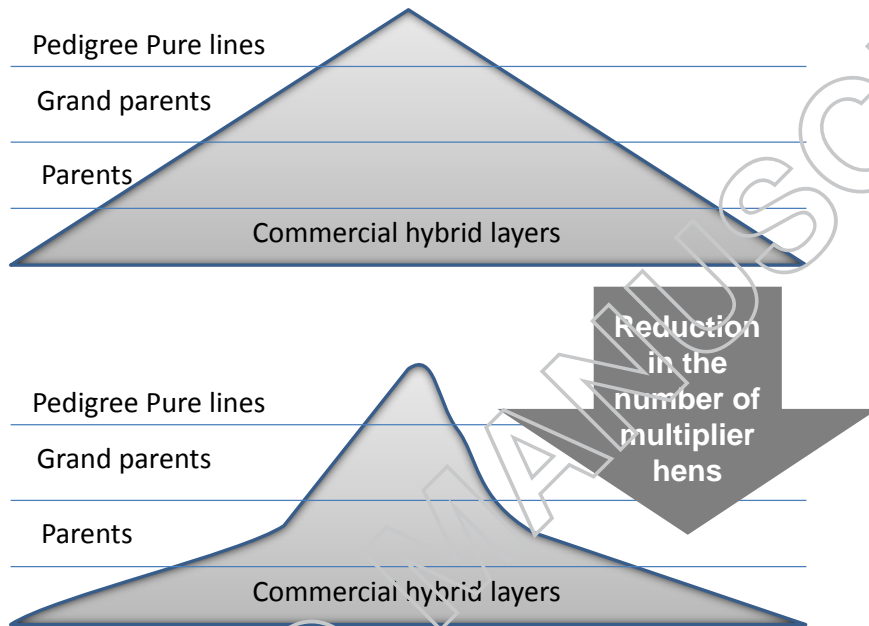 Pedigree Pure lines
Grand parents
Parents
Commercial hybrid layers
Reduction
in the
number of
multiplier
hens
Pedigree Pure lines
Grand parents
Parents
Commercial hybrid layers